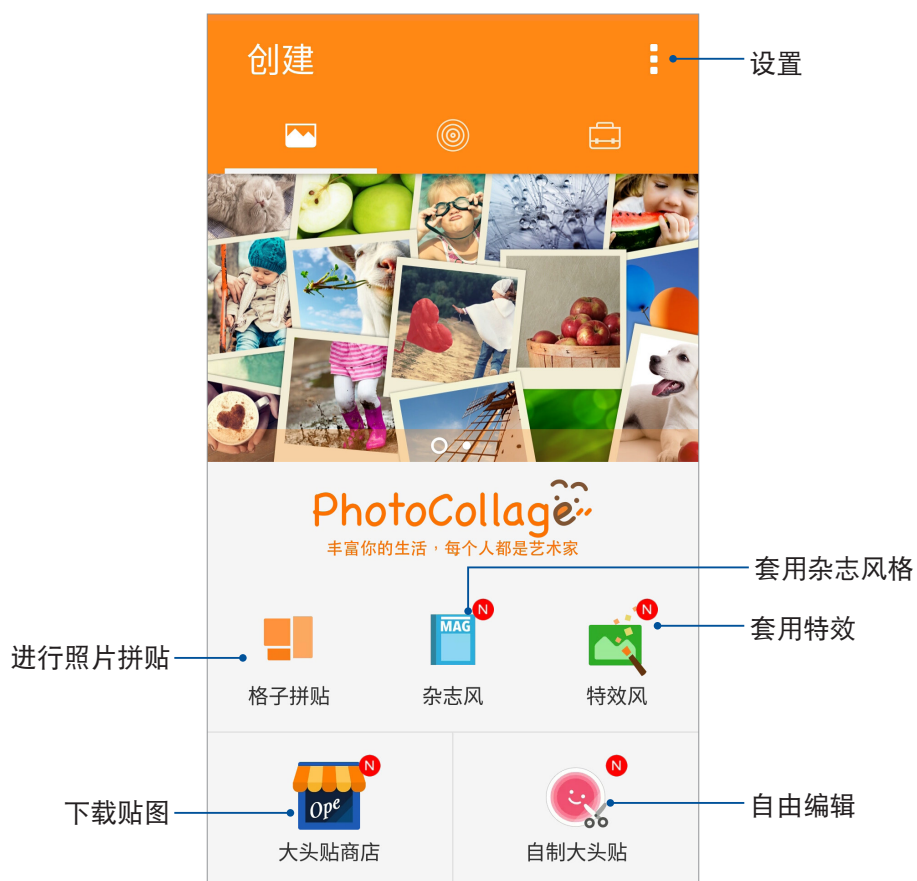 创建
设置
PhotoCollage
丰富你的生活，每个人都是艺术家
套用杂志风格
N
N
MAG
套用特效
进行照片拼贴
格子拼贴
杂志风
特效风
N
N
Ope
下载贴图
自由编辑
大头贴商店
自制大头贴